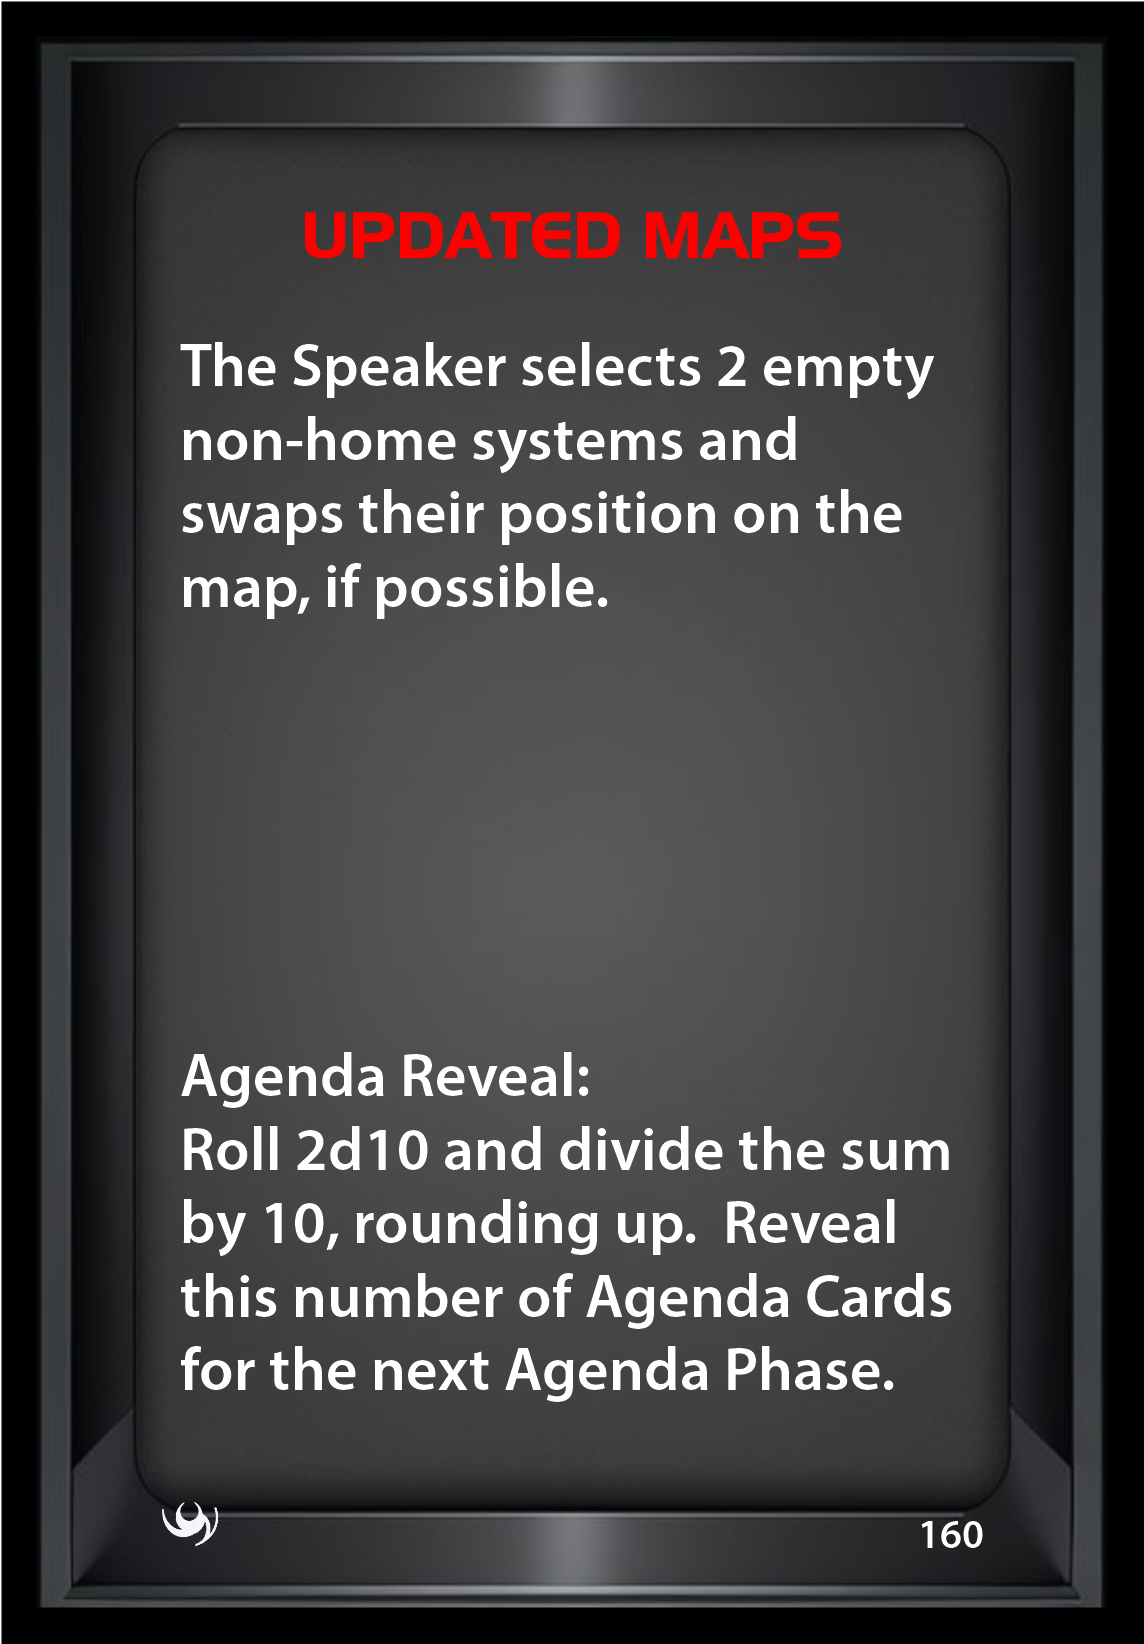 UPDATED MAPS
The Speaker selects 2 empty
non-home systems and
swaps their position on the
map, if possible.
Agenda Reveal:
Roll 2d10 and divide the sum
by 10, rounding up.  Reveal
this number of Agenda Cards
for the next Agenda Phase.
160